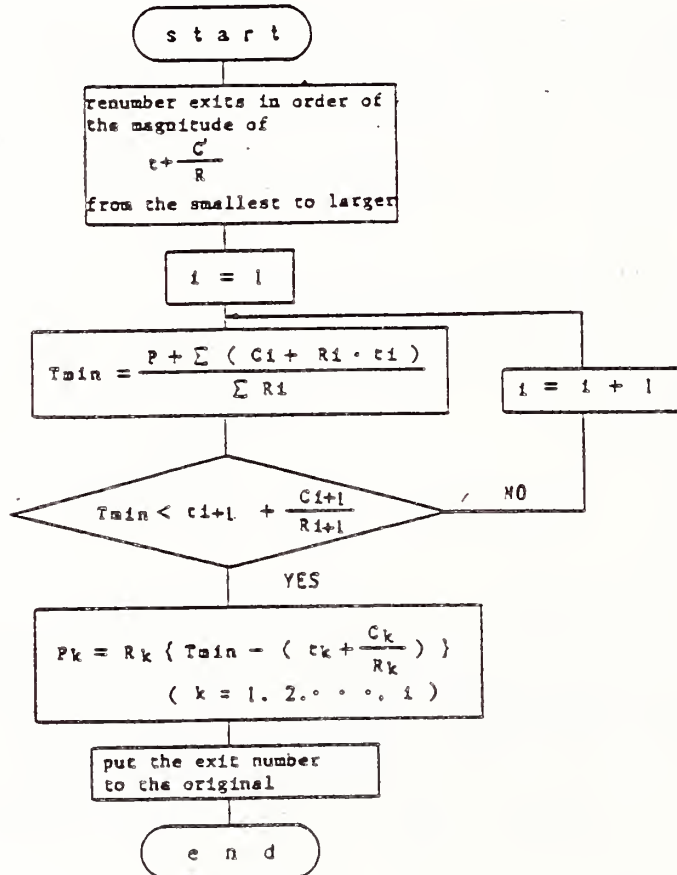 s t a r t
renumber exits in order of
the magnitude of
t + C' / R
from the smallest to larger
i = 1
Tmin = P + Σ ( Ci + Ri · ti ) / Σ Ri
i = i + 1
Tmin < ti+1 + Ci+1 / Ri+1
NO
YES
Pk = Rk { Tmin - ( tk + Ck / Rk ) }
( k = 1. 2. · · ·, i )
put the exit number
to the original
e n d